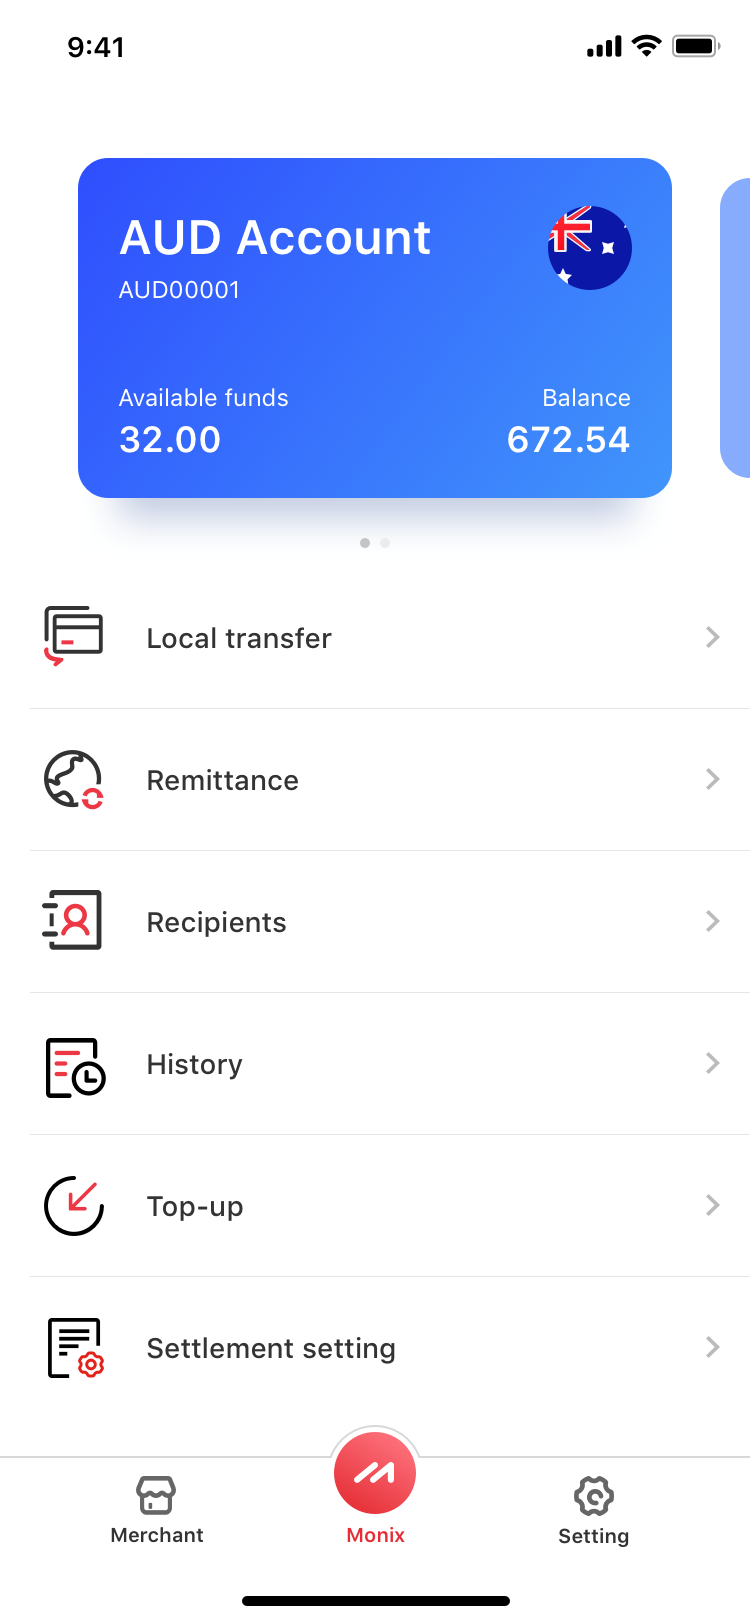 9:41
AUD Account
AUD00001
Available funds
Balance
32.00
672.54
Local transfer
Remittance
Recipients
History
Top-up
Settlement setting
Merchant
Monix
Setting